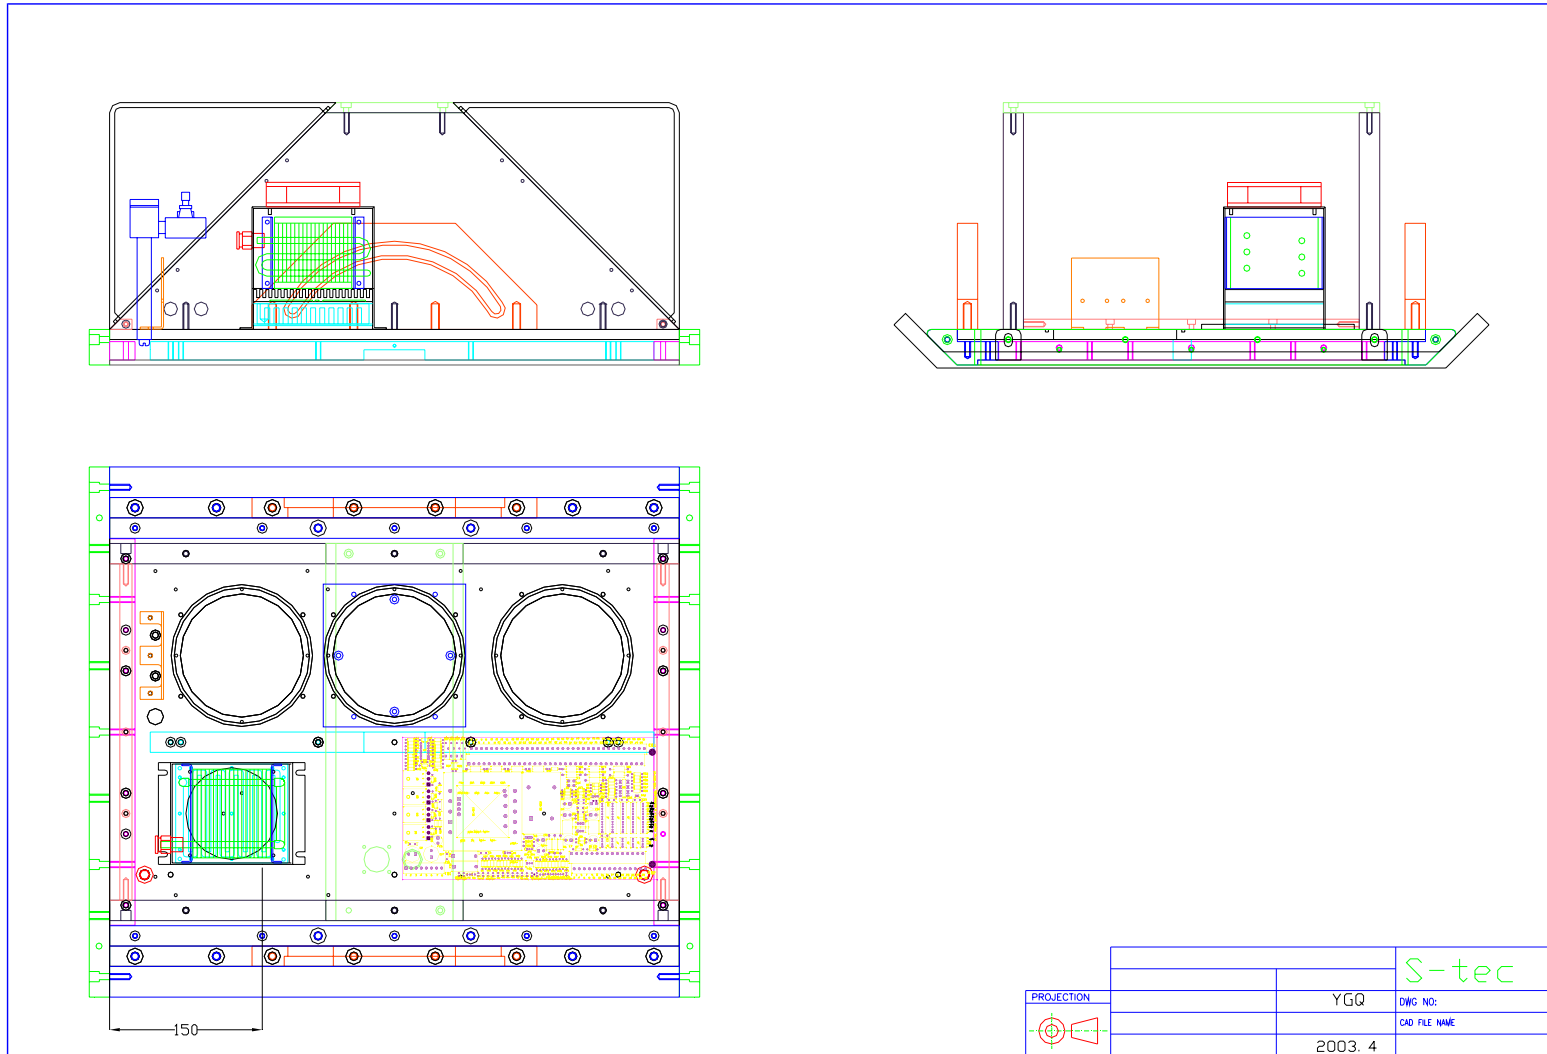 150
S-tec
PROJECTION
YGQ
DWG NO:
CAD FILE NAME
2003. 4